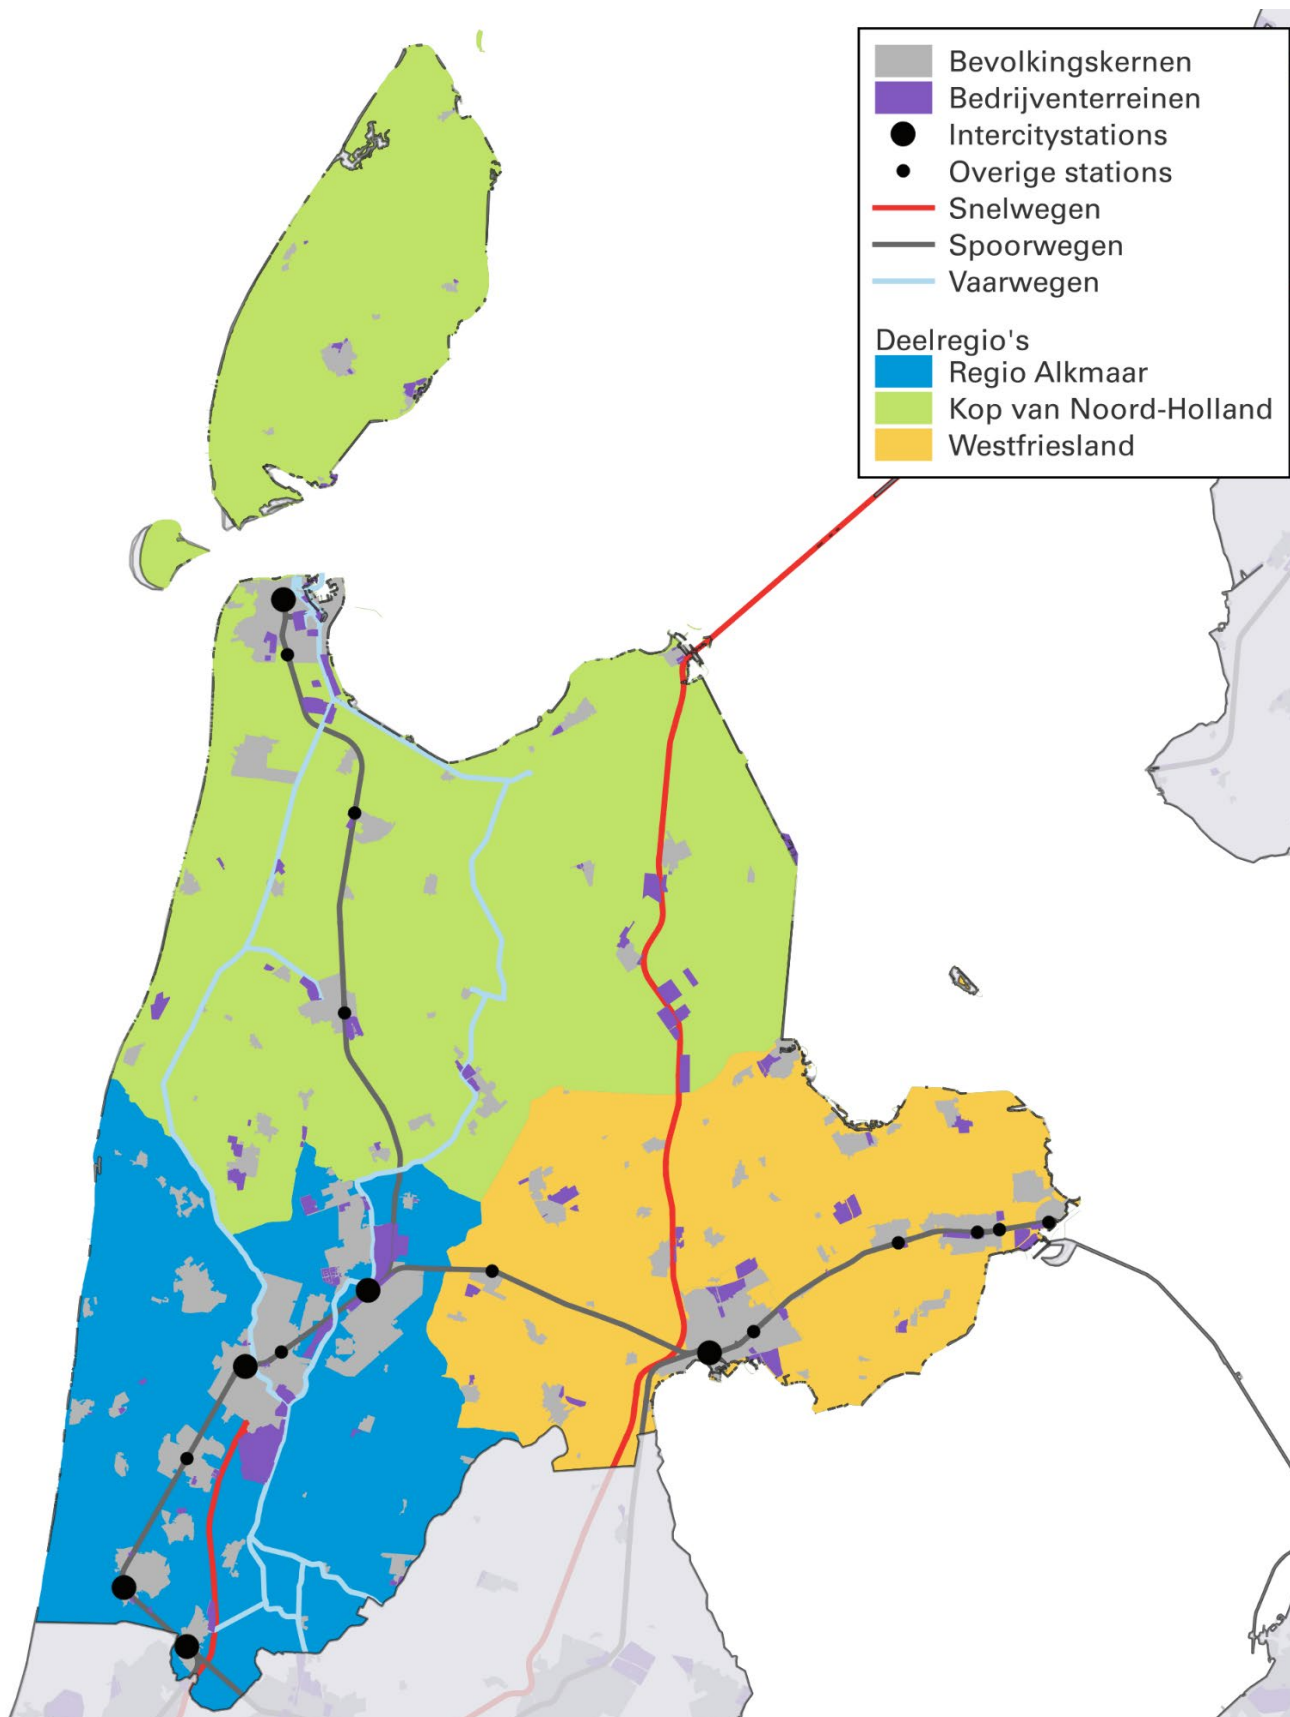 Bevolkingskernen
Bedrijventerreinen
Intercitystations
Overige stations
Snelwegen
Spoorwegen
Vaarwegen
Deelregio's
Regio Alkmaar
Kop van Noord-Holland
Westfriesland